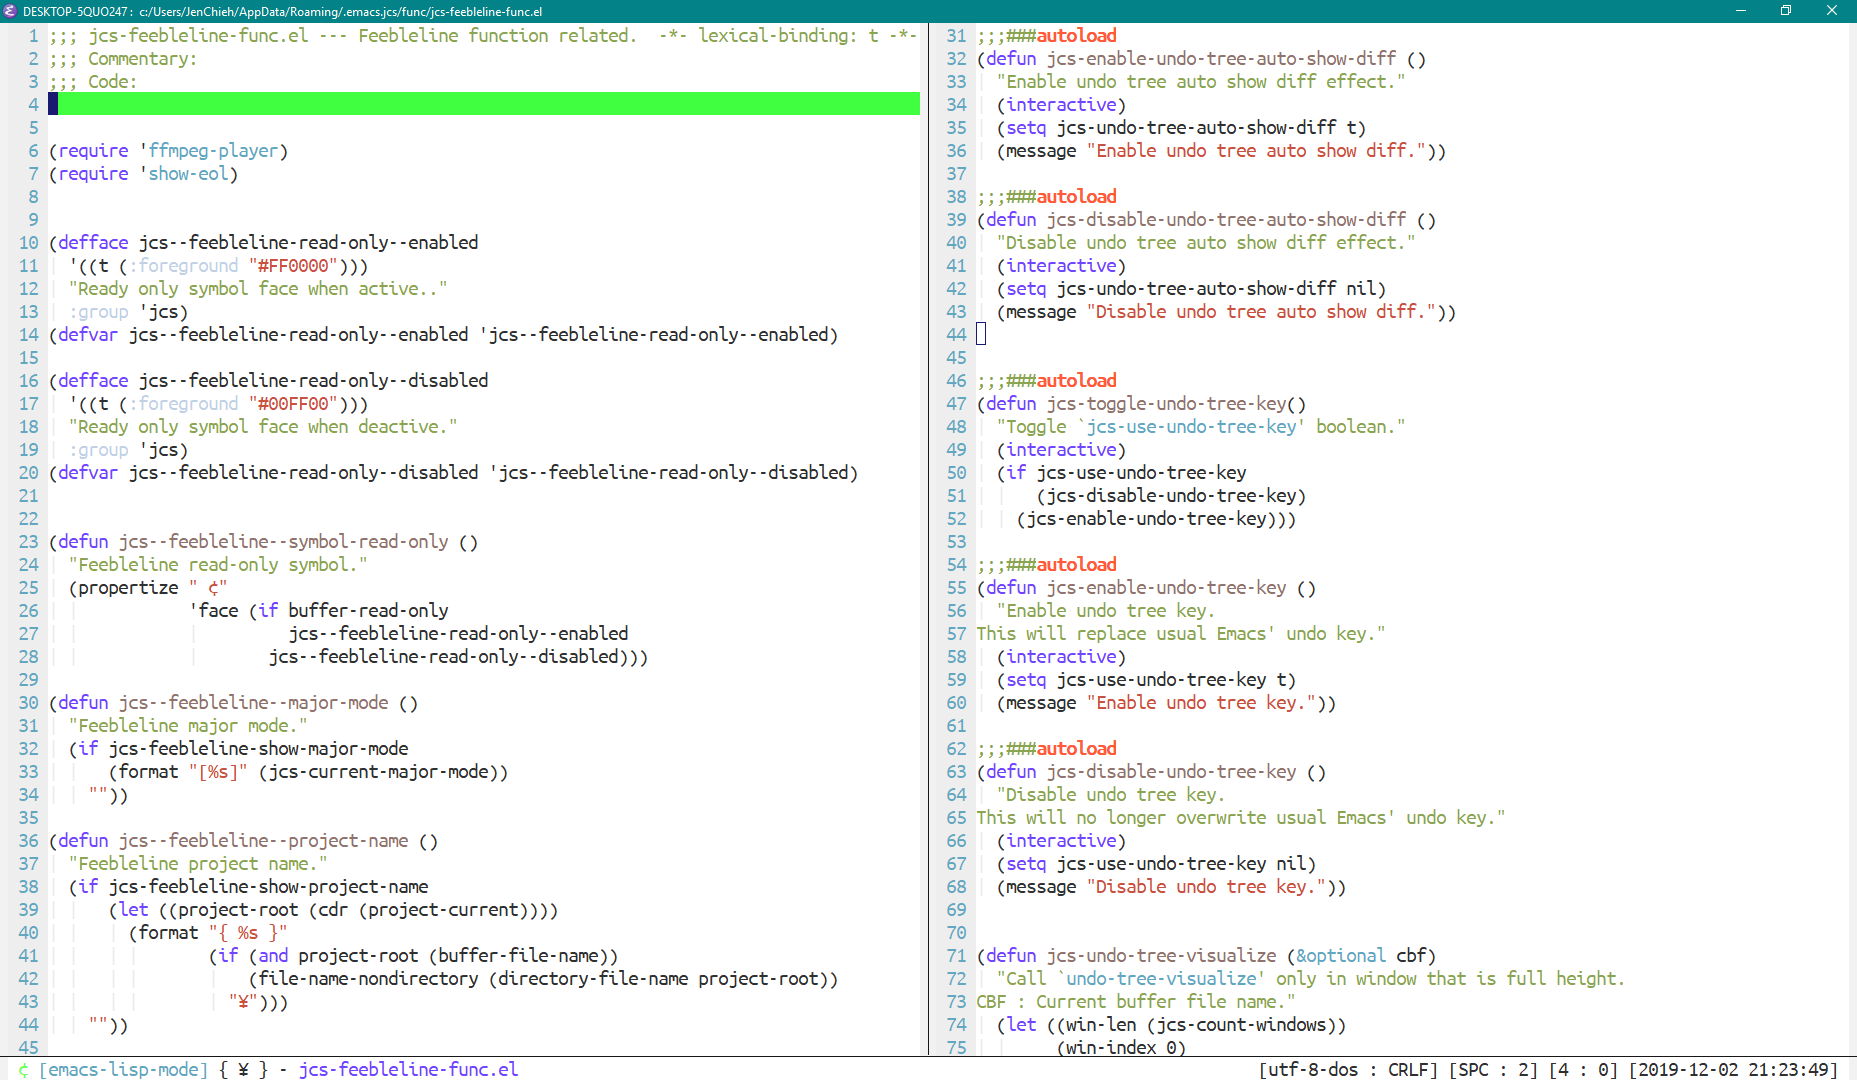 DESKTOP-5QUO247 : c:/Users/JenChieh/AppData/Roaming/.emacs.jcs/func/jcs-feebleline-func.el
1 ;;; jcs-feebleline-func.el --- Feebleline function related.  -*- lexical-binding: t -*-
2 ;;; Commentary:
3 ;;; Code:
4
5
6 (require 'ffmpeg-player)
7 (require 'show-eol)
8
9
10 (defface jcs--feebleline-read-only--enabled
11   '((t (:foreground "#FF0000")))
12   "Ready only symbol face when active.."
13   :group 'jcs)
14 (defvar jcs--feebleline-read-only--enabled 'jcs--feebleline-read-only--enabled)
15
16 (defface jcs--feebleline-read-only--disabled
17   '((t (:foreground "#00FF00")))
18   "Ready only symbol face when deactive."
19   :group 'jcs)
20 (defvar jcs--feebleline-read-only--disabled 'jcs--feebleline-read-only--disabled)
21
22
23 (defun jcs--feebleline--symbol-read-only ()
24   "Feebleline read-only symbol."
25   (propertize " ¢"
26               'face (if buffer-read-only
27                         jcs--feebleline-read-only--enabled
28                       jcs--feebleline-read-only--disabled)))
29
30 (defun jcs--feebleline--major-mode ()
31   "Feebleline major mode."
32   (if jcs-feebleline-show-major-mode
33       (format "[%s]" (jcs-current-major-mode))
34     ""))
35
36 (defun jcs--feebleline--project-name ()
37   "Feebleline project name."
38   (if jcs-feebleline-show-project-name
39       (let ((project-root (cdr (project-current))))
40         (format "{ %s }"
41                 (if (and project-root (buffer-file-name))
42                     (file-name-nondirectory (directory-file-name project-root))
43                   "¥")))
44     ""))
45
31 ;;;###autoload
32 (defun jcs-enable-undo-tree-auto-show-diff ()
33   "Enable undo tree auto show diff effect."
34   (interactive)
35   (setq jcs-undo-tree-auto-show-diff t)
36   (message "Enable undo tree auto show diff."))
37
38 ;;;###autoload
39 (defun jcs-disable-undo-tree-auto-show-diff ()
40   "Disable undo tree auto show diff effect."
41   (interactive)
42   (setq jcs-undo-tree-auto-show-diff nil)
43   (message "Disable undo tree auto show diff."))
44
45
46 ;;;###autoload
47 (defun jcs-toggle-undo-tree-key()
48   "Toggle `jcs-use-undo-tree-key' boolean."
49   (interactive)
50   (if jcs-use-undo-tree-key
51       (jcs-disable-undo-tree-key)
52     (jcs-enable-undo-tree-key)))
53
54 ;;;###autoload
55 (defun jcs-enable-undo-tree-key ()
56   "Enable undo tree key.
57 This will replace usual Emacs' undo key."
58   (interactive)
59   (setq jcs-use-undo-tree-key t)
60   (message "Enable undo tree key."))
61
62 ;;;###autoload
63 (defun jcs-disable-undo-tree-key ()
64   "Disable undo tree key.
65 This will no longer overwrite usual Emacs' undo key."
66   (interactive)
67   (setq jcs-use-undo-tree-key nil)
68   (message "Disable undo tree key."))
69
70
71 (defun jcs-undo-tree-visualize (&optional cbf)
72   "Call `undo-tree-visualize' only in window that is full height.
73 CBF : Current buffer file name."
74   (let ((win-len (jcs-count-windows))
75         (win-index 0)
¢ [emacs-lisp-mode] { ¥ } - jcs-feebleline-func.el
[utf-8-dos : CRLF] [SPC : 2] [4 : 0] [2019-12-02 21:23:49]